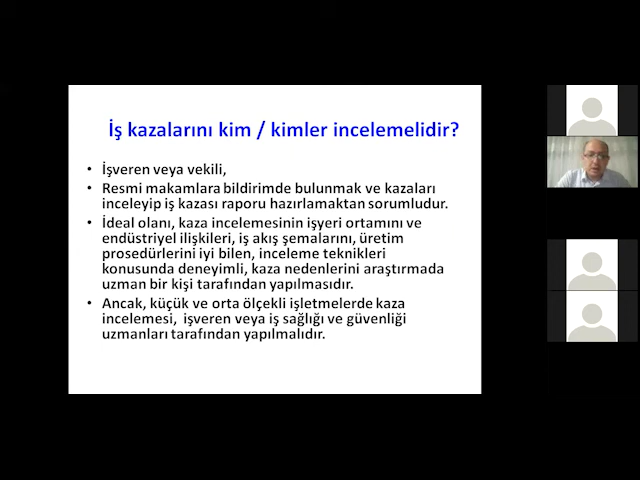 İş kazalarını kim / kimler incelemelidir?
• İşveren veya vekili,
• Resmi makamlara bildirimde bulunmak ve kazaları
inceleyip iş kazası raporu hazırlamaktan sorumludur.
• İdeal olanı, kaza incelemesinin işyeri ortamını ve
endüstriyel ilişkileri, iş akış şemalarını, üretim
prosedürlerini iyi bilen, inceleme teknikleri
konusunda deneyimli, kaza nedenlerini araştırmada
uzman bir kişi tarafından yapılmasıdır.
• Ancak, küçük ve orta ölçekli işletmelerde kaza
incelemesi, işveren veya iş sağlığı ve güvenliği
uzmanları tarafından yapılmalıdır.